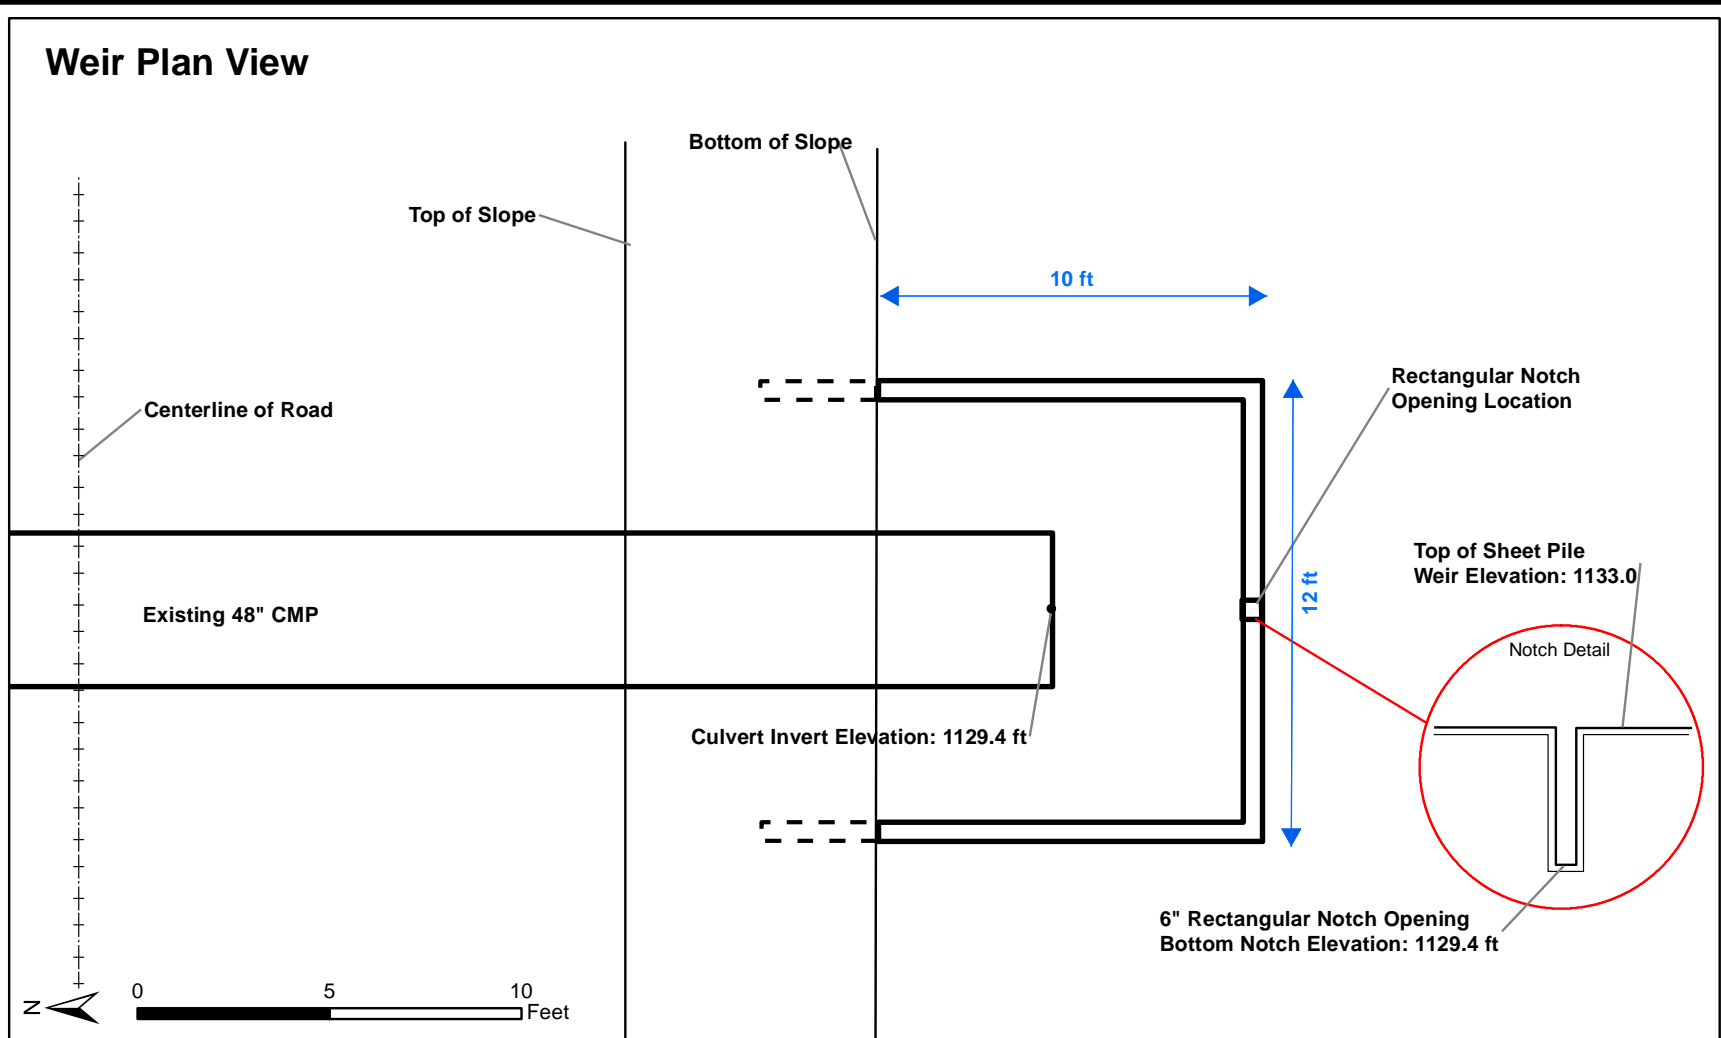 Weir Plan View
Bottom of Slope
Top of Slope
10 ft
Rectangular Notch
Opening Location
Centerline of Road
Top of Sheet Pile
Weir Elevation: 1133.0
12 ft
Existing 48" CMP
Notch Detail
Culvert Invert Elevation: 1129.4 ft
6" Rectangular Notch Opening
Bottom Notch Elevation: 1129.4 ft
N
0 5 10
Feet